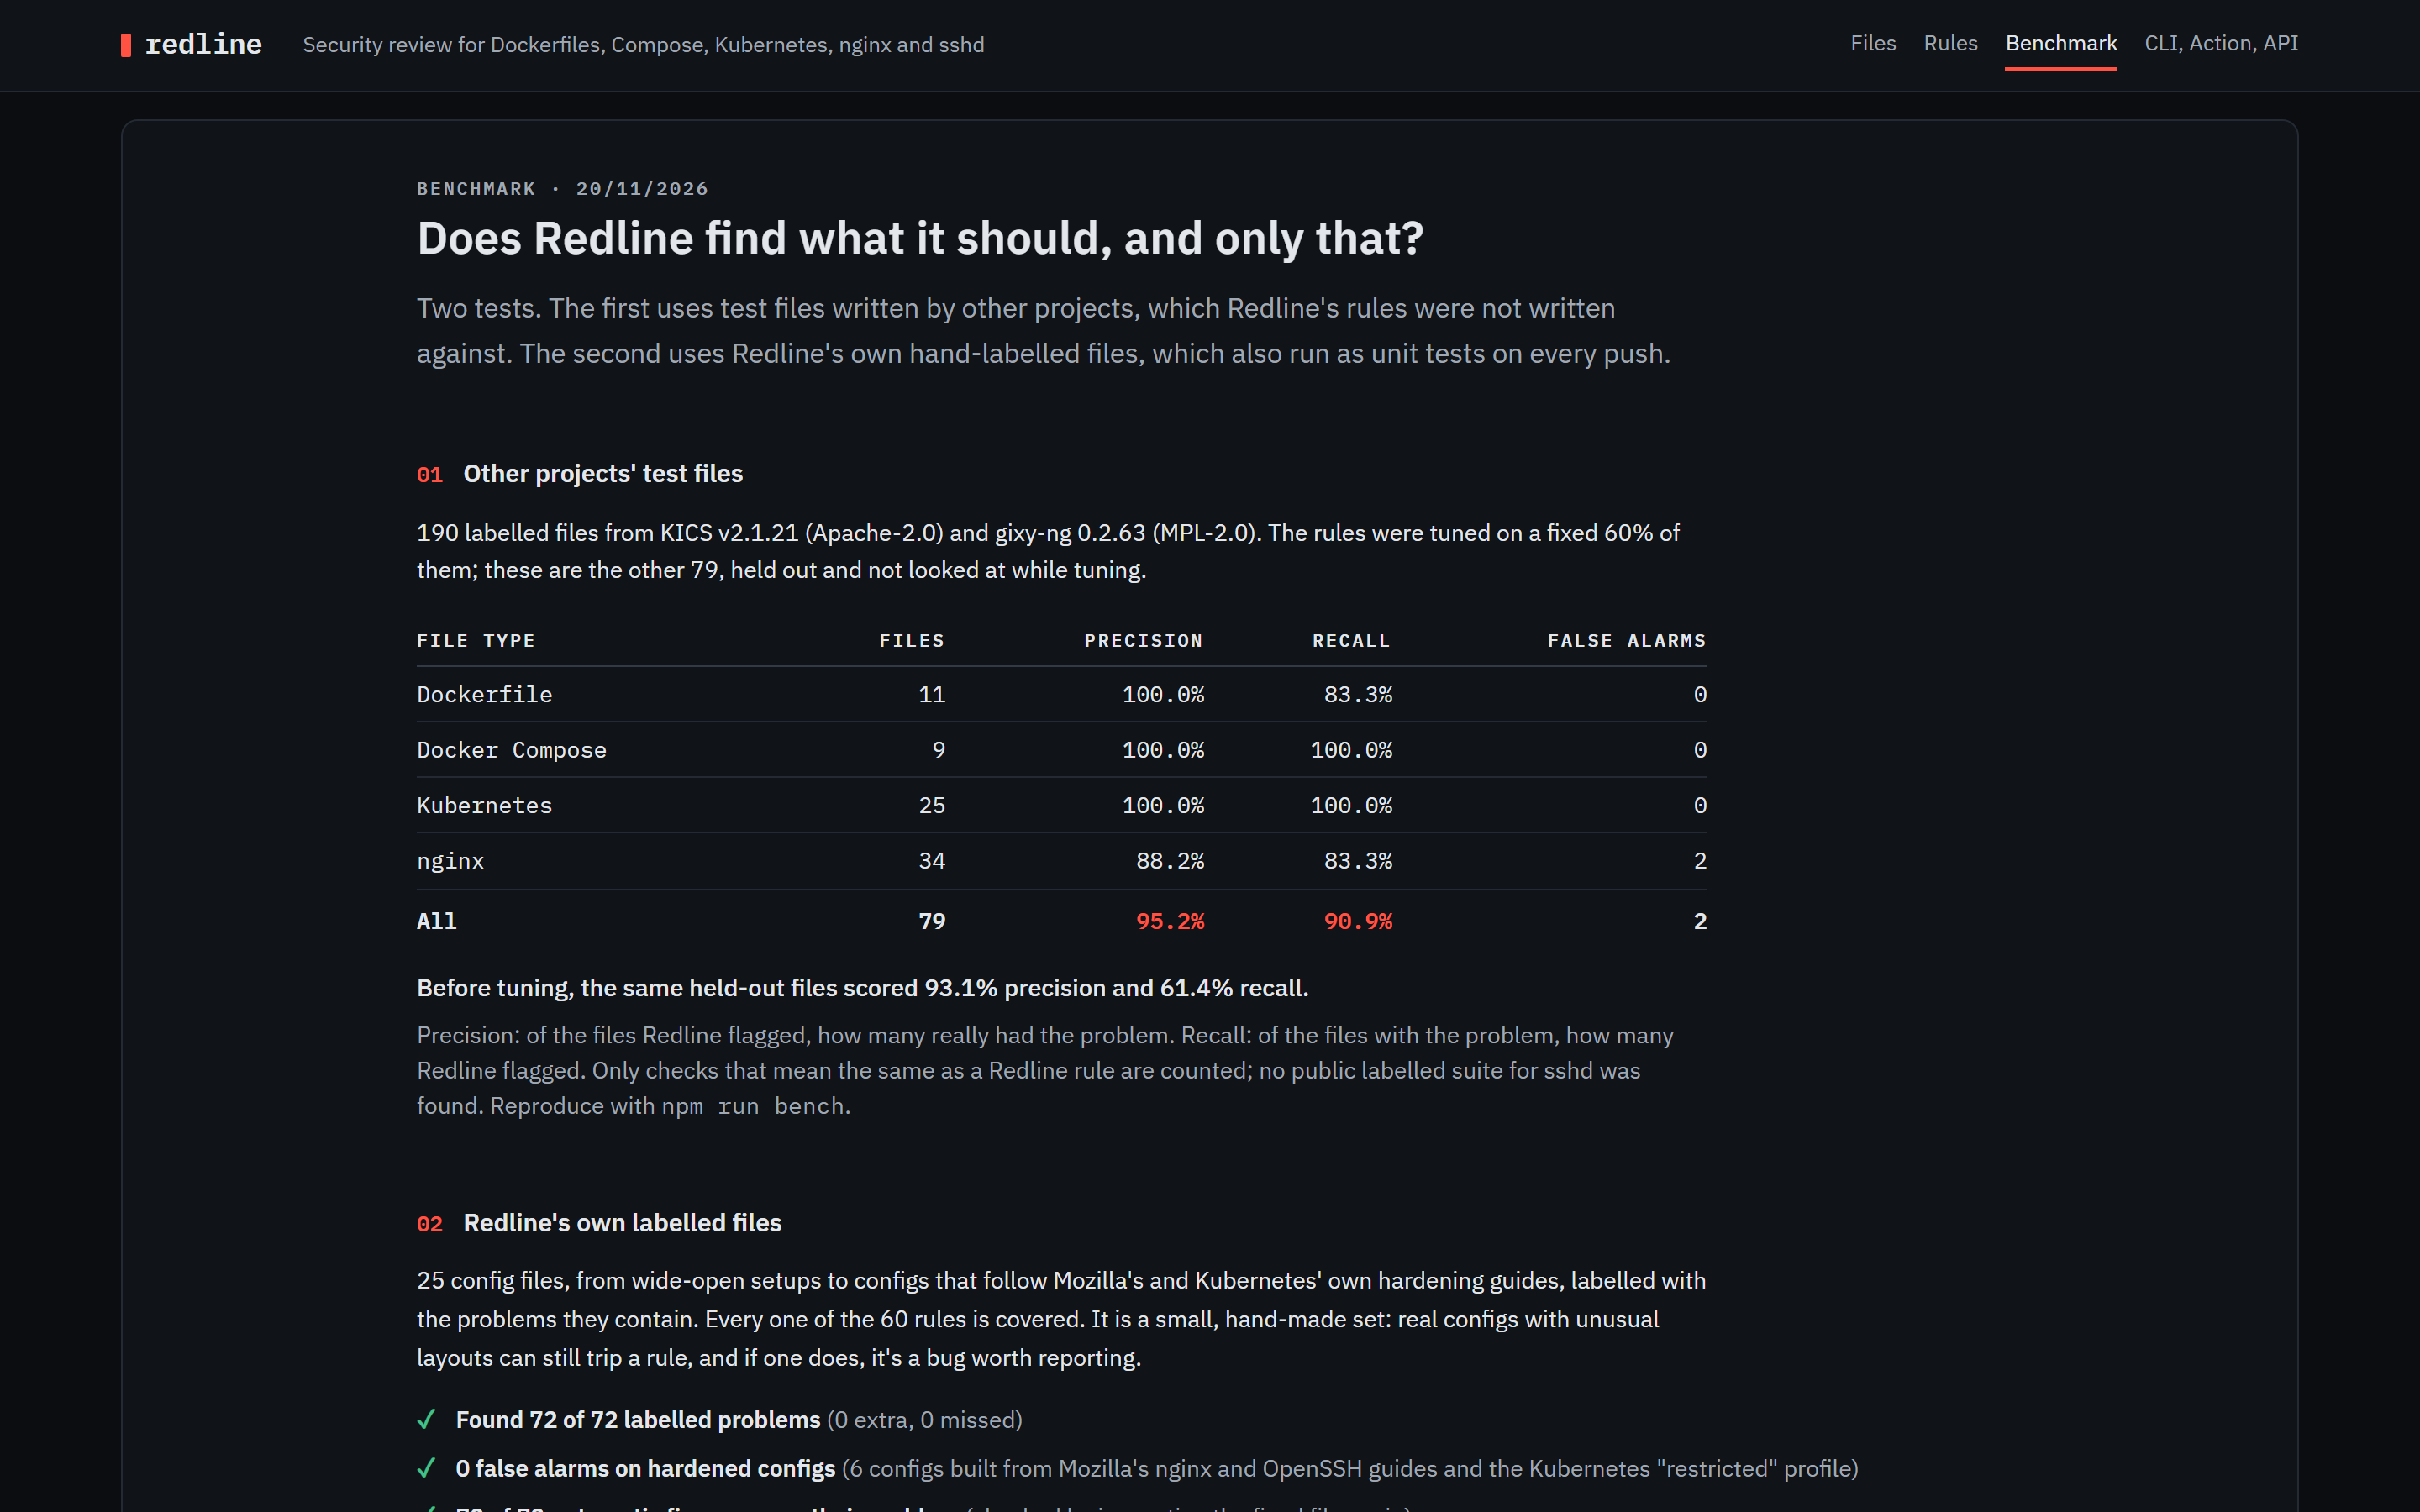 redline
Security review for Dockerfiles, Compose, Kubernetes, nginx and sshd
Files Rules Benchmark CLI, Action, API
BENCHMARK · 20/11/2026
Does Redline find what it should, and only that?
Two tests. The first uses test files written by other projects, which Redline's rules were not written
against. The second uses Redline's own hand-labelled files, which also run as unit tests on every push.
01 Other projects' test files
190 labelled files from KICS v2.1.21 (Apache-2.0) and gixy-ng 0.2.63 (MPL-2.0). The rules were tuned on a fixed 60% of
them; these are the other 79, held out and not looked at while tuning.
FILE TYPE FILES PRECISION RECALL FALSE ALARMS
Dockerfile 11 100.0% 83.3% 0
Docker Compose 9 100.0% 100.0% 0
Kubernetes 25 100.0% 100.0% 0
nginx 34 88.2% 83.3% 2
All 79 95.2% 90.9% 2
Before tuning, the same held-out files scored 93.1% precision and 61.4% recall.
Precision: of the files Redline flagged, how many really had the problem. Recall: of the files with the problem, how many
Redline flagged. Only checks that mean the same as a Redline rule are counted; no public labelled suite for sshd was
found. Reproduce with npm run bench.
02 Redline's own labelled files
25 config files, from wide-open setups to configs that follow Mozilla's and Kubernetes' own hardening guides, labelled with
the problems they contain. Every one of the 60 rules is covered. It is a small, hand-made set: real configs with unusual
layouts can still trip a rule, and if one does, it's a bug worth reporting.
✓ Found 72 of 72 labelled problems (0 extra, 0 missed)
✓ 0 false alarms on hardened configs (6 configs built from Mozilla's nginx and OpenSSH guides and the Kubernetes "restricted" profile)